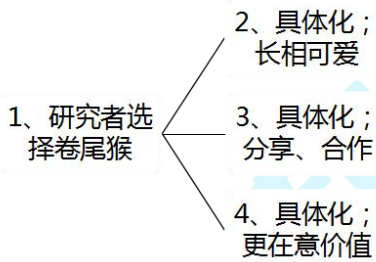 2、具体化；
长相可爱
1、研究者选
择卷尾猴
3、具体化；
分享、合作
4、具体化；
更在意价值